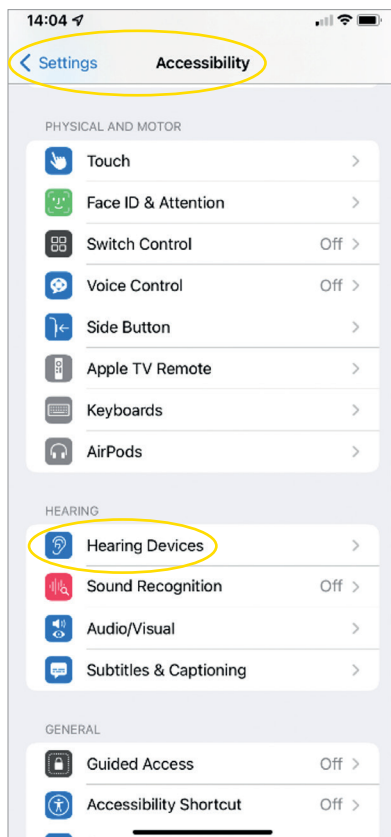 14:04
Settings Accessibility
PHYSICAL AND MOTOR
Touch
Face ID & Attention
Switch Control Off
Voice Control Off
Side Button
Apple TV Remote
Keyboards
AirPods
HEARING
Hearing Devices
Sound Recognition Off
Audio/Visual
Subtitles & Captioning
GENERAL
Guided Access Off
Accessibility Shortcut Off